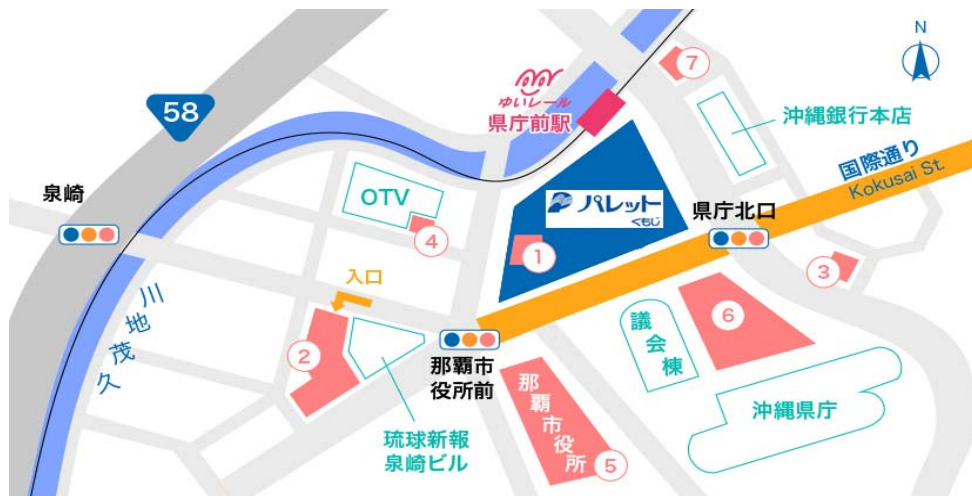 N
7
ゆいレール
県庁前駅
沖縄銀行本店
58
国際通り
Kokusai St.
泉崎
OTV
パレット
くもじ
県庁北口
4
1
3
入口
久茂地川
2
6
議会棟
那覇市
役所前
那覇市役所
沖縄県庁
琉球新報
泉崎ビル
5